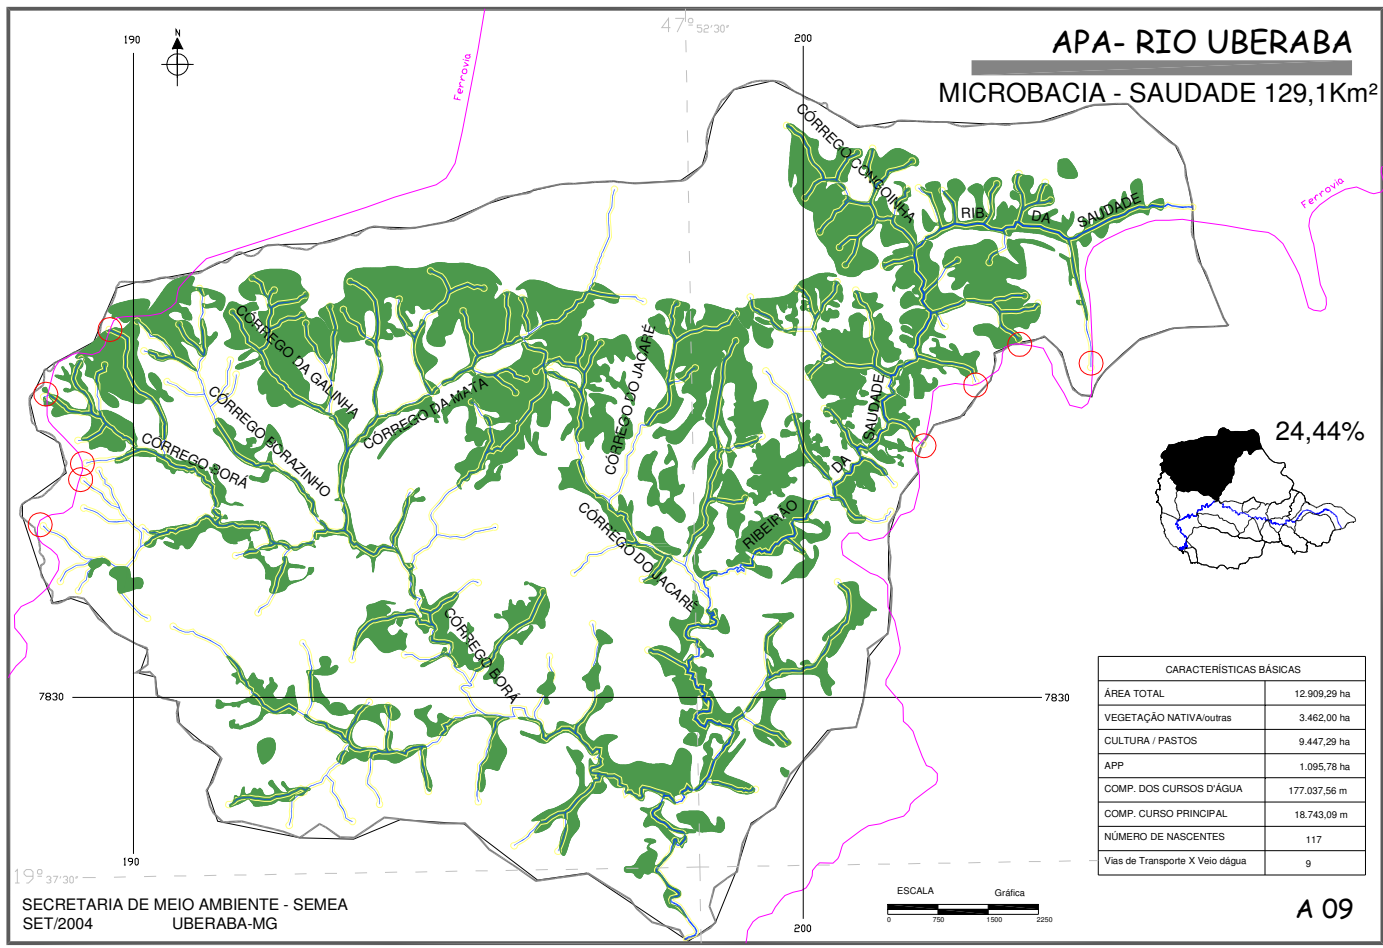 APA- RIO UBERABA
MICROBACIA - SAUDADE 129,1Km²
47º 52'30"
190
N
200
Ferrovia
Ferrovia
CÓRREGO CONGOINHA
RIB. DA SAUDADE
CÓRREGO DA GALINHA
CÓRREGO DA MATA
CÓRREGO DO JACARÉ
CÓRREGO BORAZINHO
CÓRREGO BORÁ
RIBEIRÃO DA SAUDADE
CÓRREGO DO JACARÉ
CÓRREGO BORÁ
24,44%
7830
7830
CARACTERÍSTICAS BÁSICAS
ÁREA TOTAL 12.909,29 ha
VEGETAÇÃO NATIVA/outras 3.462,00 ha
CULTURA / PASTOS 9.447,29 ha
APP 1.095,78 ha
COMP. DOS CURSOS D'ÁGUA 177.037,56 m
COMP. CURSO PRINCIPAL 18.743,09 m
NÚMERO DE NASCENTES 117
Vias de Transporte X Veio dágua 9
190
19º 37'30"
200
SECRETARIA DE MEIO AMBIENTE - SEMEA
SET/2004 UBERABA-MG
ESCALA Gráfica
0 750 1500 2250
A 09